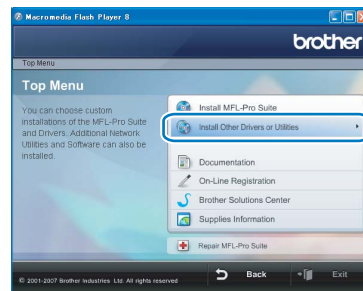 Macromedia Flash Player 8
brother
Top Menu
Top Menu
You can choose custom
installations of the MFL-Pro Suite
and Drivers. Additional Network
Utilities and Software can also be
installed.
Install MFL-Pro Suite
Install Other Drivers or Utilities
Documentation
On-Line Registration
Brother Solutions Center
Supplies Information
Repair MFL-Pro Suite
© 2001-2007 Brother Industries Ltd. All rights reserved
Back
Exit